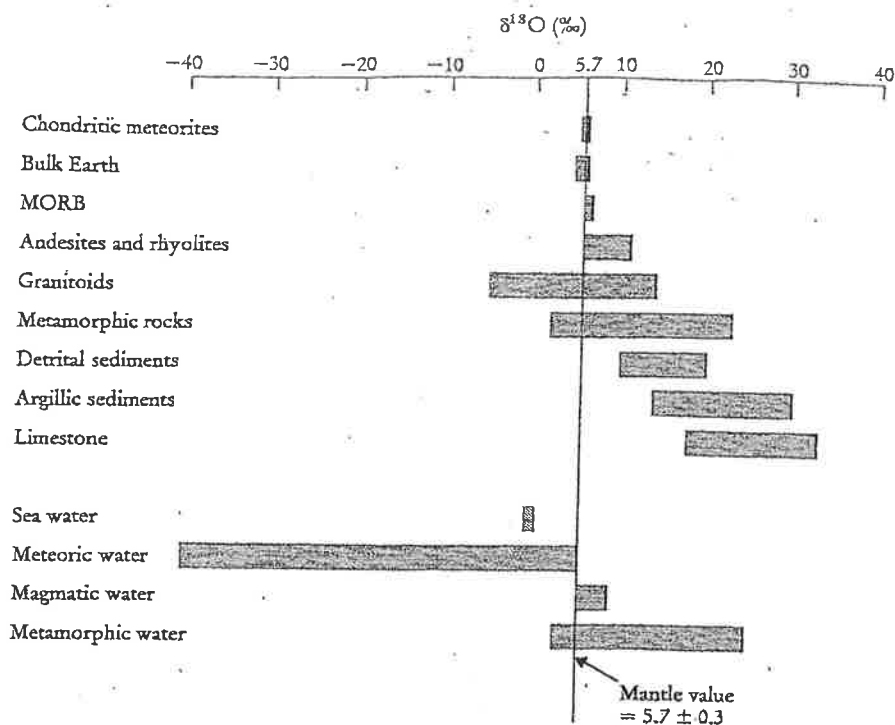 δ¹⁸O (‰)
−40 −30 −20 −10 0 5.7 10 20 30 40
Chondritic meteorites
Bulk Earth
MORB
Andesites and rhyolites
Granitoids
Metamorphic rocks
Detrital sediments
Argillic sediments
Limestone
Sea water
Meteoric water
Magmatic water
Metamorphic water
Mantle value
= 5.7 ± 0.3